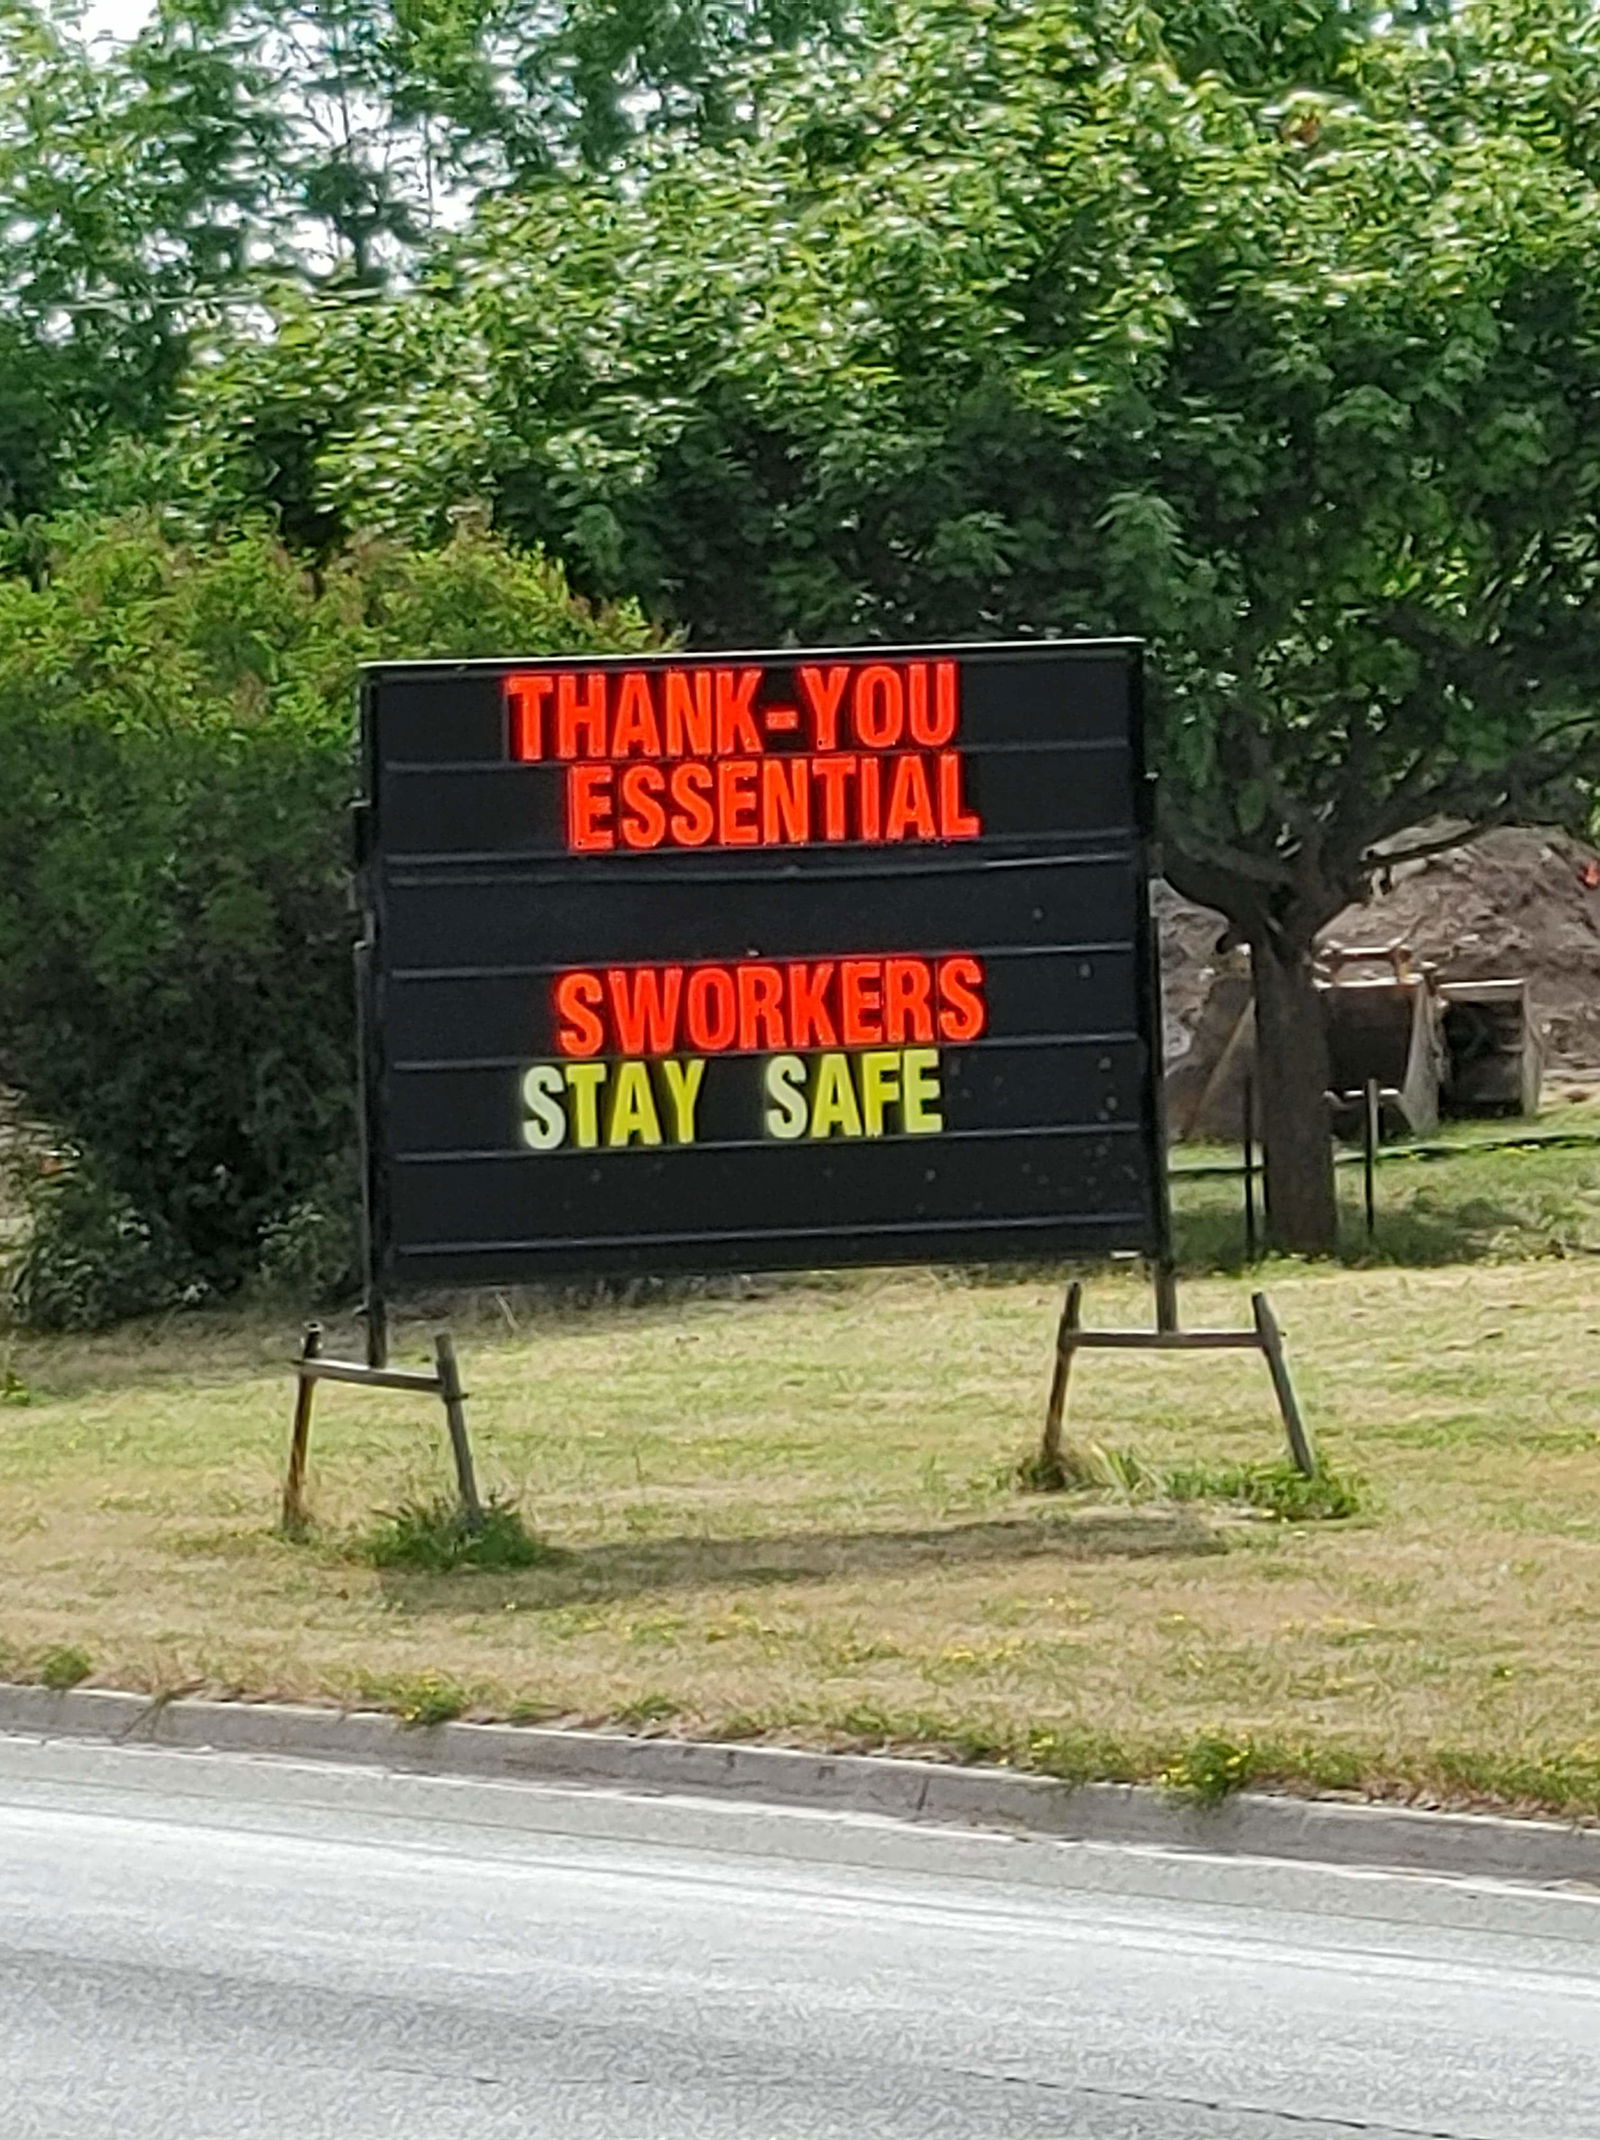 THANK-YOU
ESSENTIAL
SWORKERS
STAY SAFE